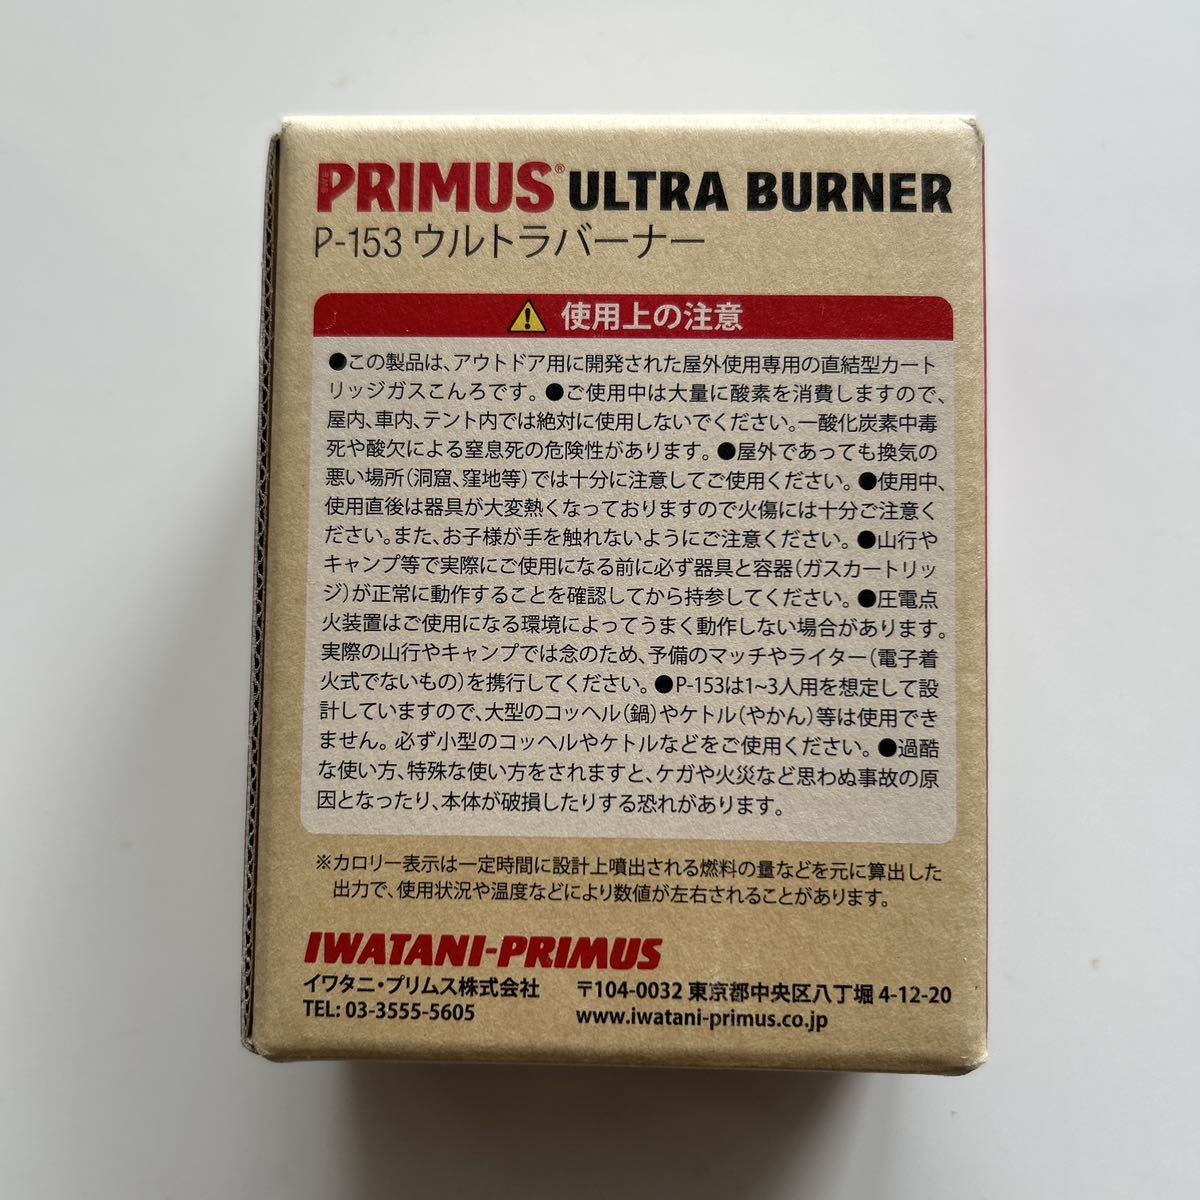 PRIMUS® ULTRA BURNER
P-153 ウルトラバーナー
使用上の注意
●この製品は、アウトドア用に開発された屋外使用専用の直結型カート
リッジガスこんろです。●ご使用中は大量に酸素を消費しますので、
屋内、車内、テント内では絶対に使用しないでください。一酸化炭素中毒
死や酸欠による窒息死の危険性があります。●屋外であっても換気の
悪い場所(洞窟、窪地等)では十分に注意してご使用ください。●使用中、
使用直後は器具が大変熱くなっておりますので火傷には十分ご注意く
ださい。また、お子様が手を触れないようにご注意ください。●山行や
キャンプ等で実際にご使用になる前に必ず器具と容器(ガスカートリッ
ジ)が正常に動作することを確認してから持参してください。●圧電点
火装置はご使用になる環境によってうまく動作しない場合があります。
実際の山行やキャンプでは念のため、予備のマッチやライター(電子着
火式でないもの)を携行してください。●P-153は1~3人用を想定して設
計していますので、大型のコッヘル(鍋)やケトル(やかん)等は使用でき
ません。必ず小型のコッヘルやケトルなどをご使用ください。●過酷
な使い方、特殊な使い方をされますと、ケガや火災など思わぬ事故の原
因となったり、本体が破損したりする恐れがあります。
※カロリー表示は一定時間に設計上噴出される燃料の量などを元に算出した
出力で、使用状況や温度などにより数値が左右されることがあります。
IWATANI-PRIMUS
イワタニ・プリムス株式会社 〒104-0032 東京都中央区八丁堀 4-12-20
TEL: 03-3555-5605 www.iwatani-primus.co.jp